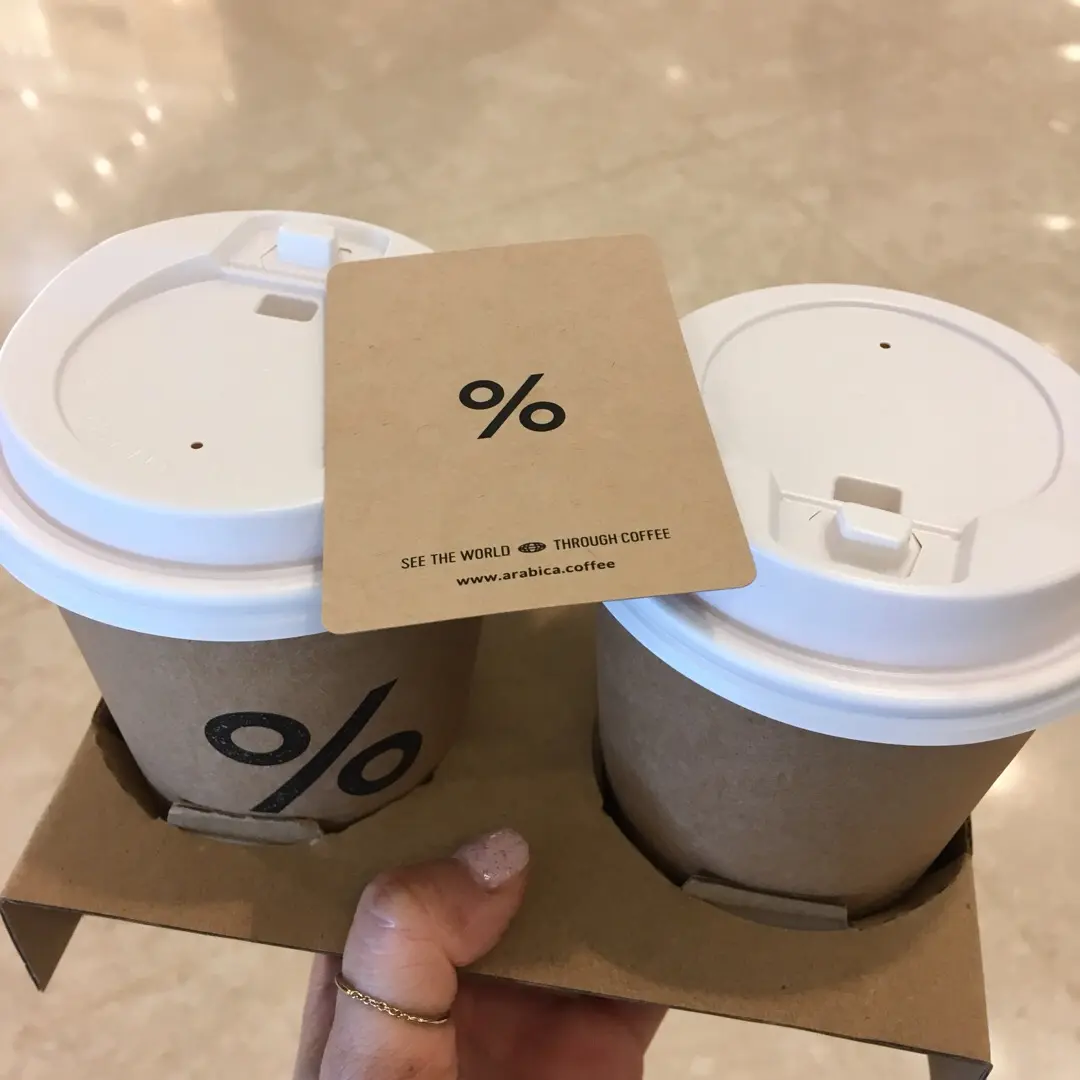 %
SEE THE WORLD THROUGH COFFEE
www.arabica.coffee
%